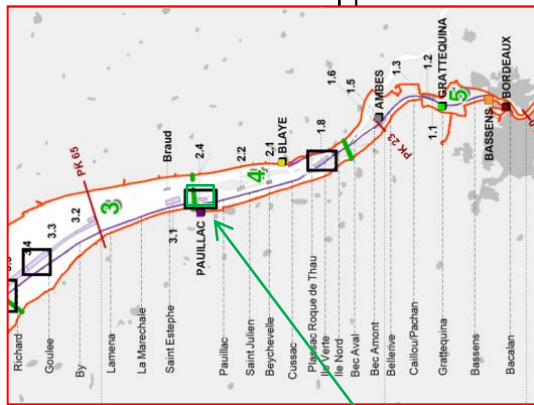 3.4
3.3
3.2
PK 65
3
3.1
Braud
2.4
PAUILLAC
2.2
4
2.1
BLAYE
1.8
1.6
1.5
AMBES
PK 23
1.3
1.2
GRATTEQUINA
1.1
5
BASSENS
BORDEAUX
Richard
Goulee
By
Lamena
La Marechale
Saint Estephe
Pauillac
Saint Julien
Beychevelle
Cussac
Plassac Roque de Thau
Ile Verte
Ile Nord
Bec Aval
Bec Amont
Bellerive
Caillou/Pachan
Grattequina
Bassens
Bacalan